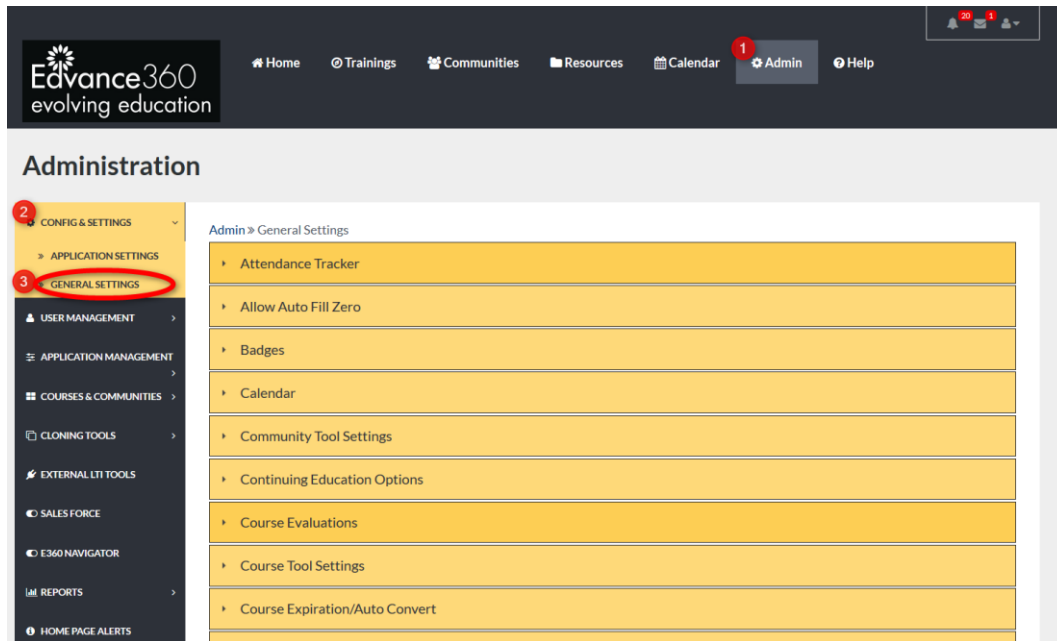 20 1
Edvance360
evolving education
Home Trainings Communities Resources Calendar 1 Admin Help
Administration
2 CONFIG & SETTINGS
» APPLICATION SETTINGS
3 GENERAL SETTINGS
USER MANAGEMENT
APPLICATION MANAGEMENT
COURSES & COMMUNITIES
CLONING TOOLS
EXTERNAL LTI TOOLS
SALES FORCE
E360 NAVIGATOR
REPORTS
HOME PAGE ALERTS
Admin » General Settings
Attendance Tracker
Allow Auto Fill Zero
Badges
Calendar
Community Tool Settings
Continuing Education Options
Course Evaluations
Course Tool Settings
Course Expiration/Auto Convert